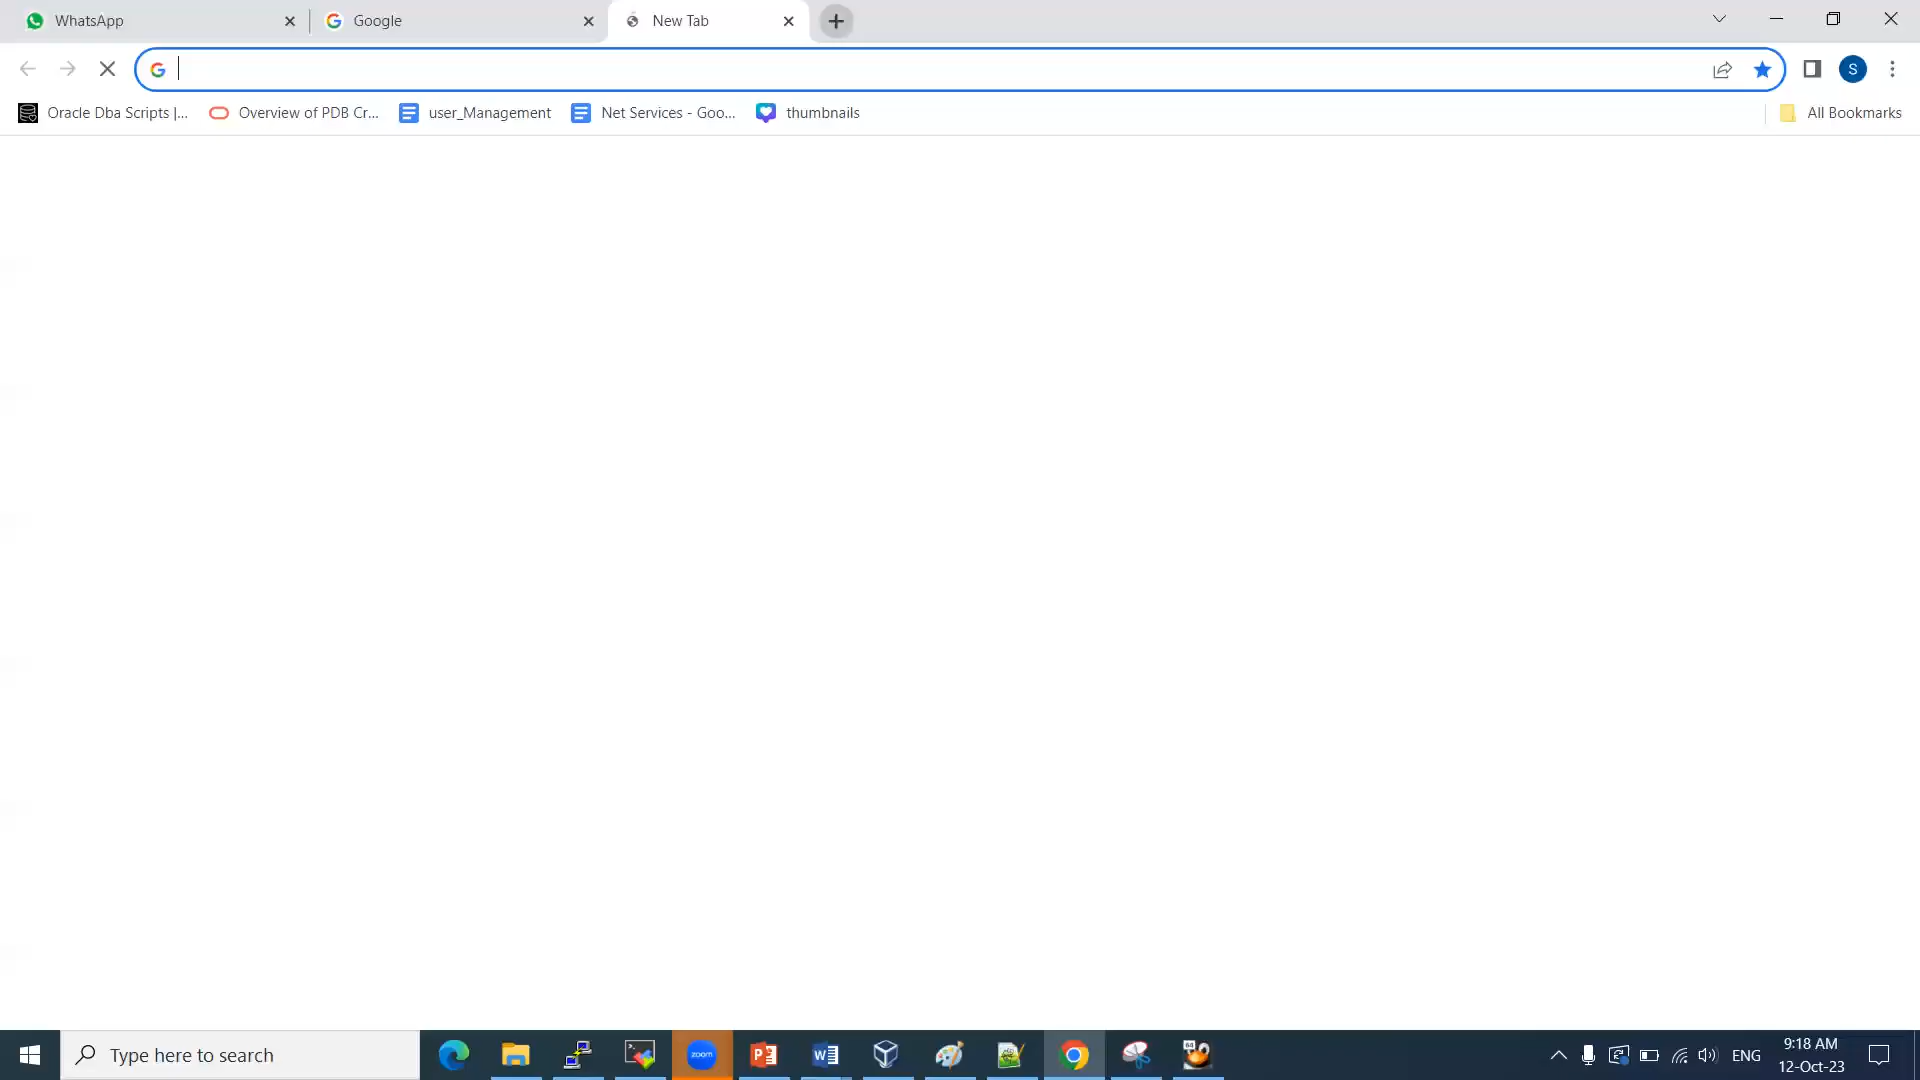 WhatsApp
Google
New Tab
Oracle Dba Scripts |...
Overview of PDB Cr...
user_Management
Net Services - Goo...
thumbnails
All Bookmarks
S
Type here to search
zoom
ENG
9:18 AM
12-Oct-23